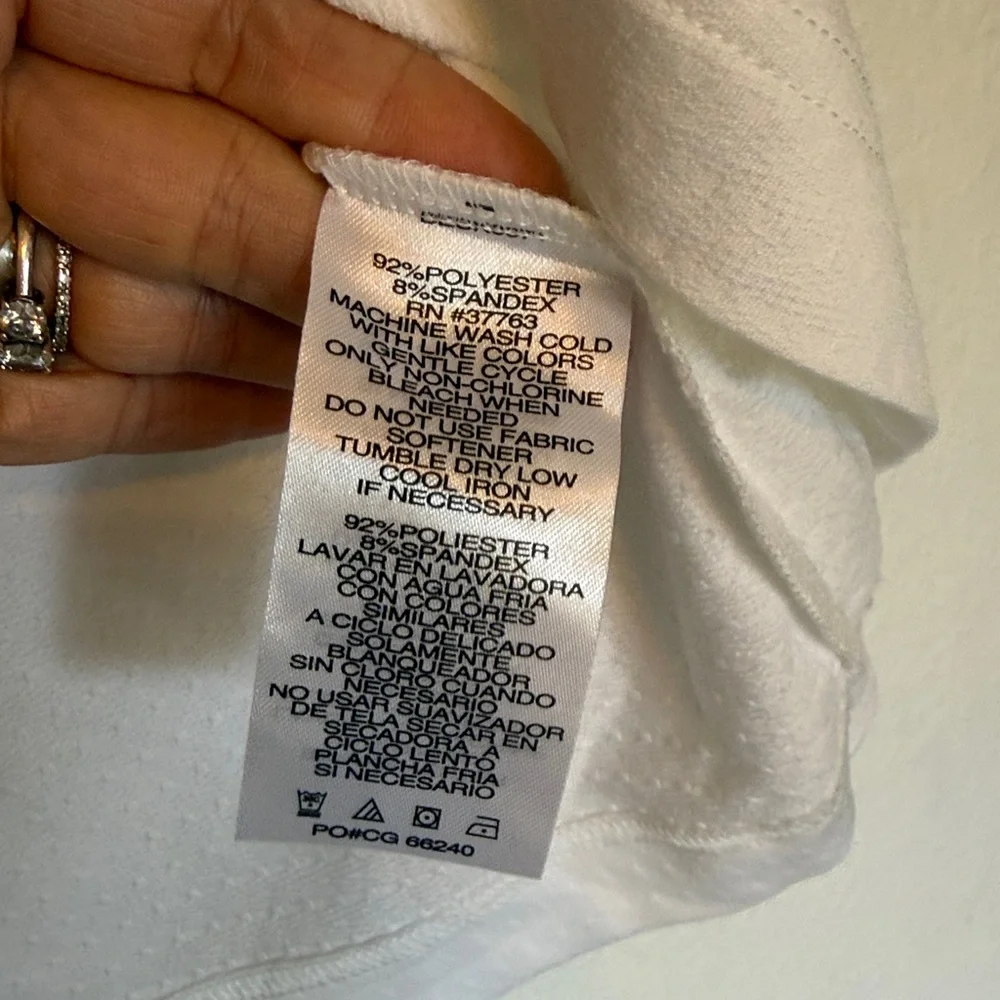 92%POLYESTER
8%SPANDEX
RN #37763
MACHINE WASH COLD
WITH LIKE COLORS
GENTLE CYCLE
ONLY NON-CHLORINE
BLEACH WHEN
NEEDED
DO NOT USE FABRIC
SOFTENER
TUMBLE DRY LOW
COOL IRON
IF NECESSARY
92%POLIESTER
8%SPANDEX
LAVAR EN LAVADORA
CON AGUA FRIA
CON COLORES
SIMILARES
A CICLO DELICADO
SOLAMENTE
BLANQUEADOR
SIN CLORO CUANDO
NECESARIO
NO USAR SUAVIZADOR
DE TELA SECAR EN
SECADORA A
CICLO LENTO
PLANCHA FRIA
SI NECESARIO
PO#CG 66240